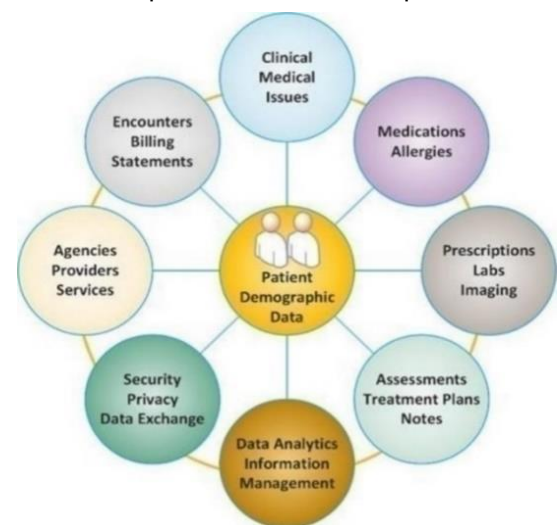 Clinical
Medical
Issues
Medications
Allergies
Prescriptions
Labs
Imaging
Assessments
Treatment Plans
Notes
Data Analytics
Information
Management
Security
Privacy
Data Exchange
Agencies
Providers
Services
Encounters
Billing
Statements
Patient
Demographic
Data